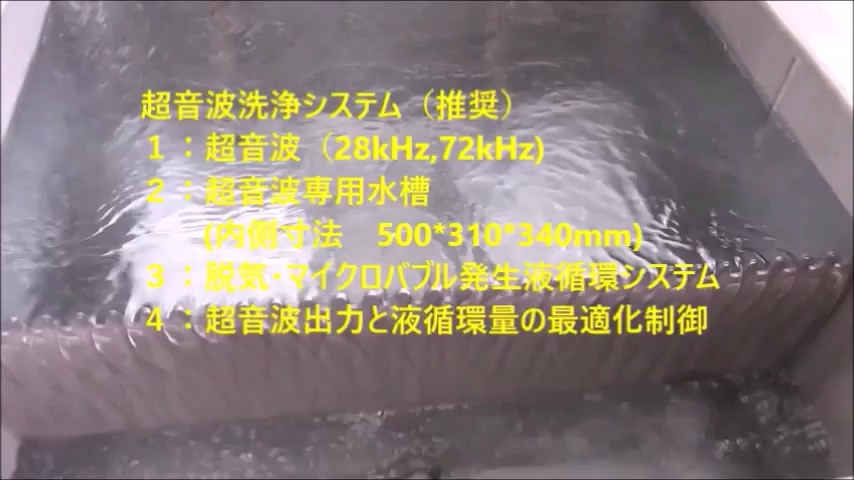 超音波洗浄システム（推奨）
１：超音波（28kHz,72kHz)
２：超音波専用水槽
(内側寸法　500*310*340mm)
３：脱気・マイクロバブル発生液循環システム
４：超音波出力と液循環量の最適化制御